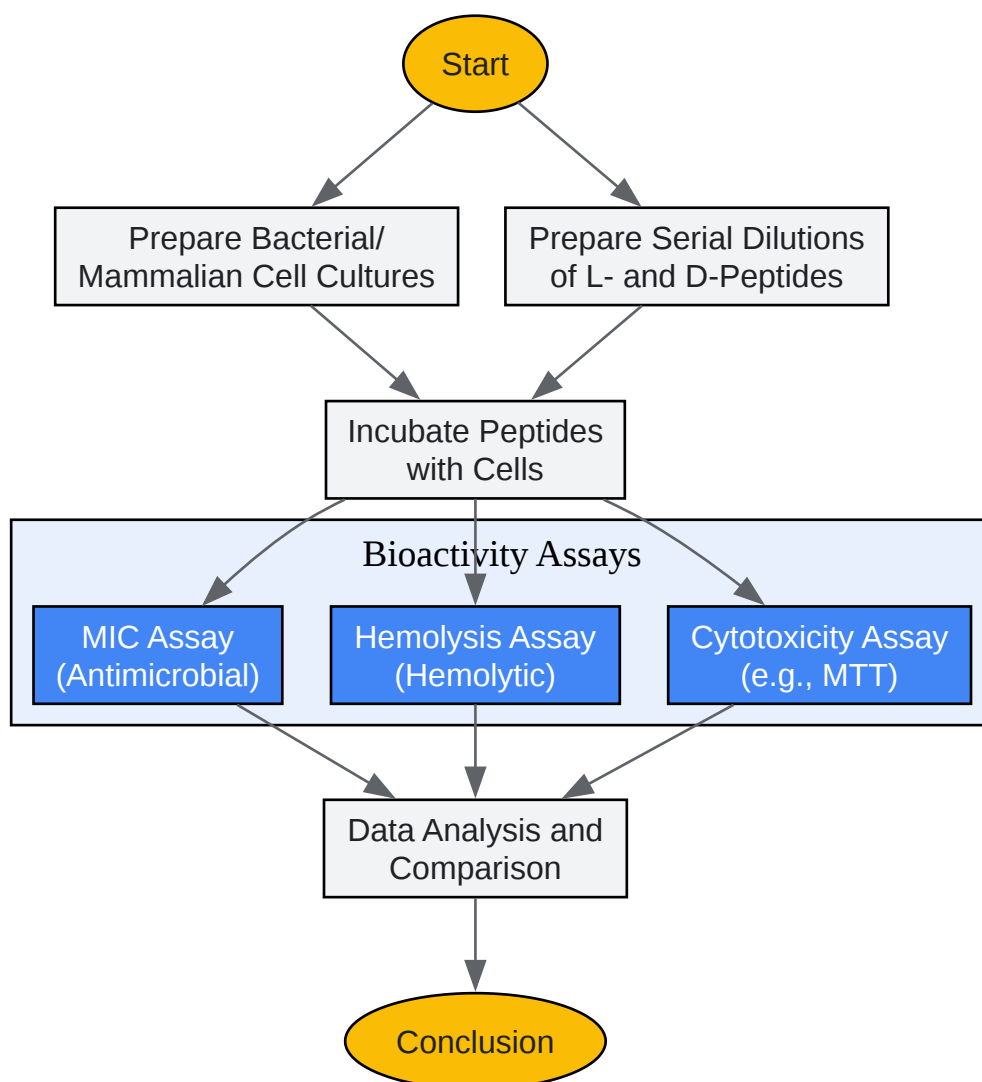 Start
Prepare Bacterial/
Mammalian Cell Cultures
Prepare Serial Dilutions
of L- and D-Peptides
Incubate Peptides
with Cells
Bioactivity Assays
MIC Assay
(Antimicrobial)
Hemolysis Assay
(Hemolytic)
Cytotoxicity Assay
(e.g., MTT)
Data Analysis and
Comparison
Conclusion